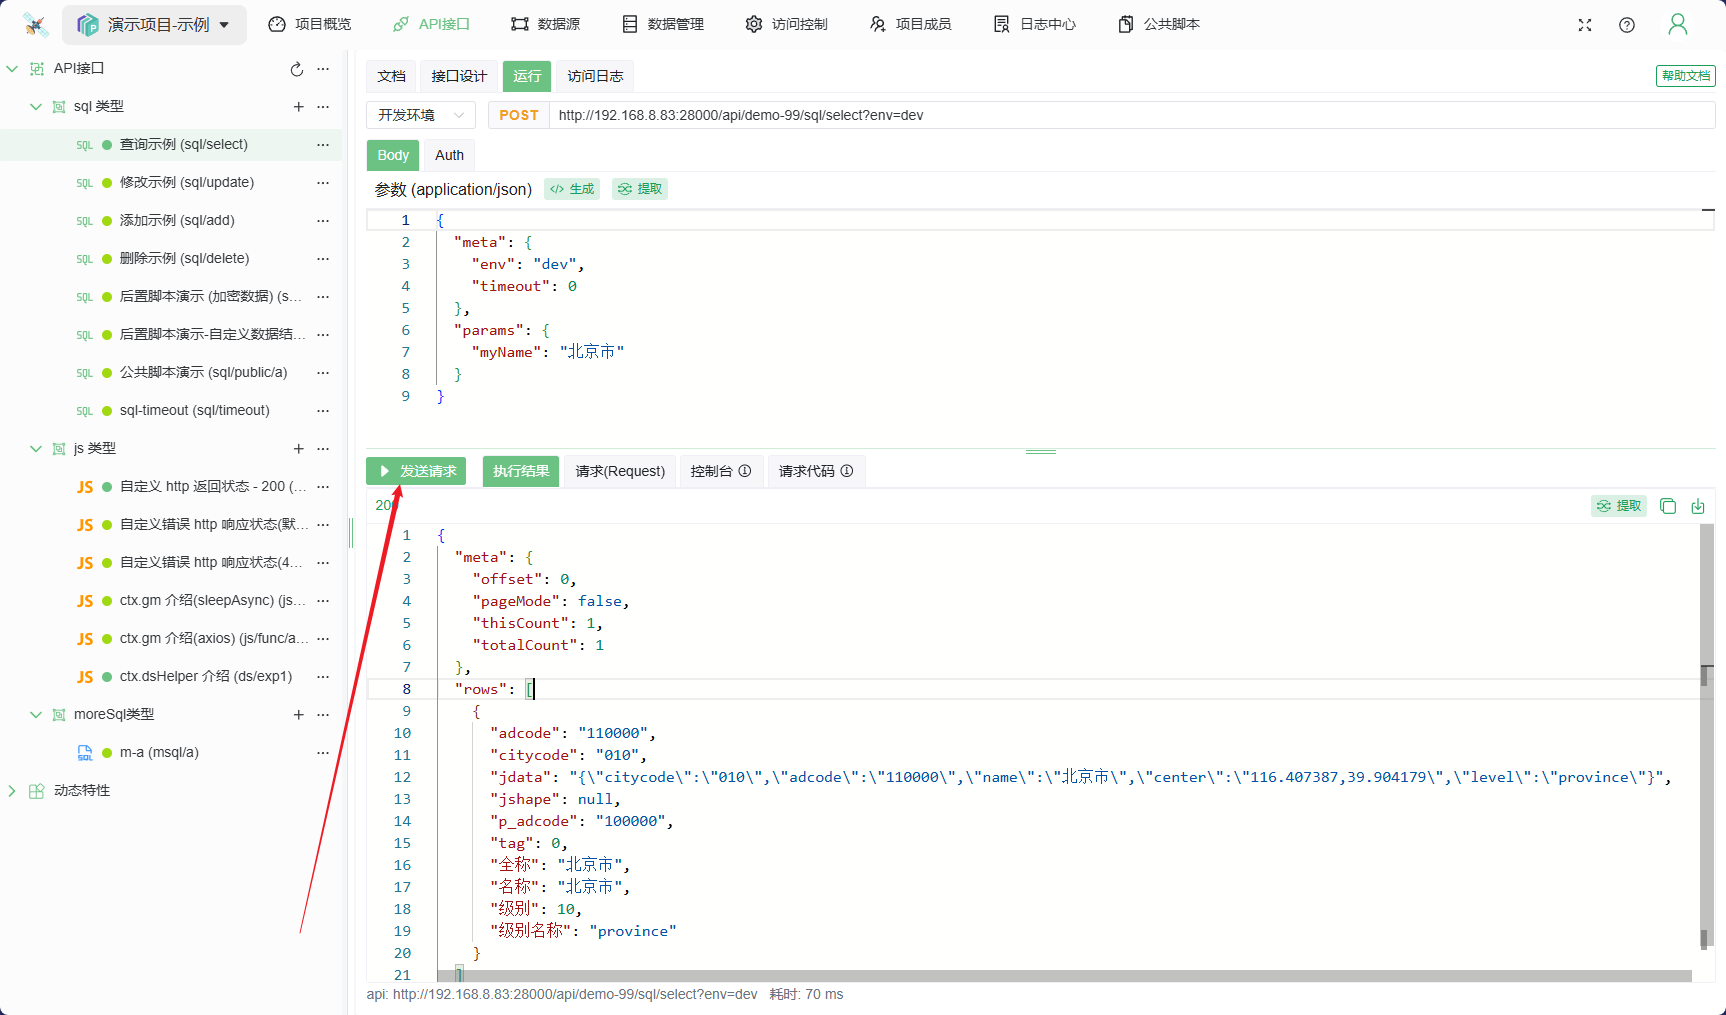 演示项目-示例
项目概览
API接口
数据源
数据管理
访问控制
项目成员
日志中心
公共脚本
API接口
sql 类型
SQL 查询示例 (sql/select)
SQL 修改示例 (sql/update)
SQL 添加示例 (sql/add)
SQL 删除示例 (sql/delete)
SQL 后置脚本演示 (加密数据) (s...
SQL 后置脚本演示-自定义数据结...
SQL 公共脚本演示 (sql/public/a)
SQL sql-timeout (sql/timeout)
js 类型
JS 自定义 http 返回状态 - 200 (...
JS 自定义错误 http 响应状态(默...
JS 自定义错误 http 响应状态(4...
JS ctx.gm 介绍(sleepAsync) (js...
JS ctx.gm 介绍(axios) (js/func/a...
JS ctx.dsHelper 介绍 (ds/exp1)
moreSql类型
SQL m-a (msql/a)
动态特性
文档 接口设计 运行 访问日志
帮助文档
开发环境 POST http://192.168.8.83:28000/api/demo-99/sql/select?env=dev
Body Auth
参数 (application/json) </> 生成 提取
1 {
2 "meta": {
3 "env": "dev",
4 "timeout": 0
5 },
6 "params": {
7 "myName": "北京市"
8 }
9 }
发送请求 执行结果 请求(Request) 控制台 请求代码
200
提取
1 {
2 "meta": {
3 "offset": 0,
4 "pageMode": false,
5 "thisCount": 1,
6 "totalCount": 1
7 },
8 "rows": [
9 {
10 "adcode": "110000",
11 "citycode": "010",
12 "jdata": "{\"citycode\":\"010\",\"adcode\":\"110000\",\"name\":\"北京市\",\"center\":\"116.407387,39.904179\",\"level\":\"province\"}",
13 "jshape": null,
14 "p_adcode": "100000",
15 "tag": 0,
16 "全称": "北京市",
17 "名称": "北京市",
18 "级别": 10,
19 "级别名称": "province"
20 }
21 ]
api: http://192.168.8.83:28000/api/demo-99/sql/select?env=dev 耗时: 70 ms